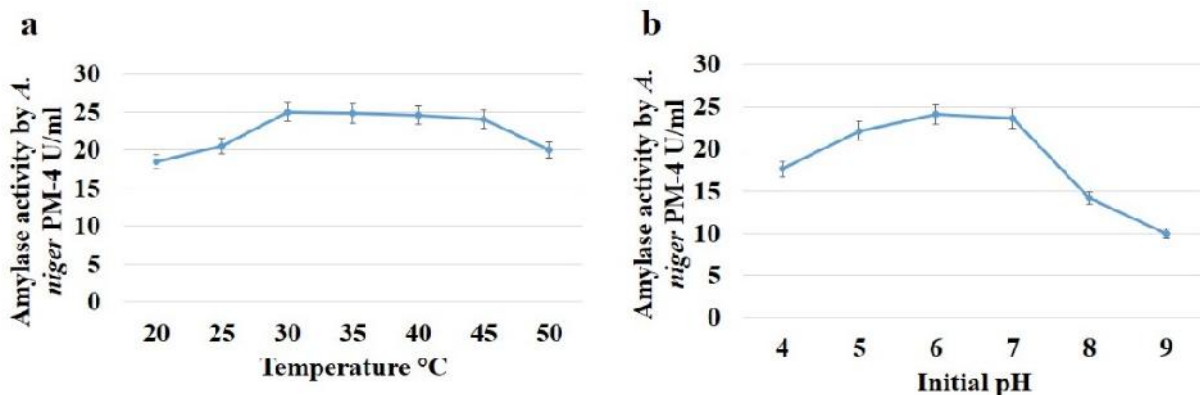 a
Amylase activity by A.
niger PM-4 U/ml
30
25
20
15
10
5
0
20 25 30 35 40 45 50
Temperature °C
b
Amylase activity by A.
niger PM-4 U/ml
30
25
20
15
10
5
0
4 5 6 7 8 9
Initial pH